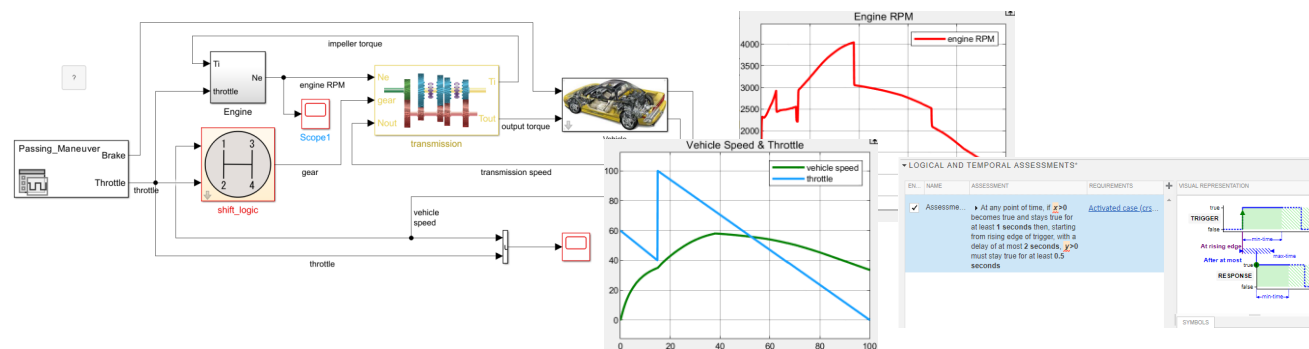 impeller torque
Ti
throttle
Ne
Engine
engine RPM
?
Scope1
Ne
gear
Nout
Ti
Tout
transmission
output torque
Passing_Maneuver
Brake
Throttle
throttle
1
3
2
4
shift_logic
gear
transmission speed
vehicle
speed
throttle
Engine RPM
engine RPM
4000
3500
3000
2500
Vehicle Speed & Throttle
vehicle speed
throttle
100
80
60
40
20
0
0
50
100
LOGICAL AND TEMPORAL ASSESSMENTS*
EN...
NAME
ASSESSMENT
REQUIREMENTS
VISUAL REPRESENTATION
Assessme...
At any point of time, if x>0
becomes true and stays true for
at least 1 seconds then, starting
from rising edge of trigger, with a
delay of at most 2 seconds, y>0
must stay true for at least 0.5
seconds
Activated case (crs...
true
TRIGGER
false
min-time
At rising edge
max-time
After at most
true
RESPONSE
false
min-time
SYMBOLS